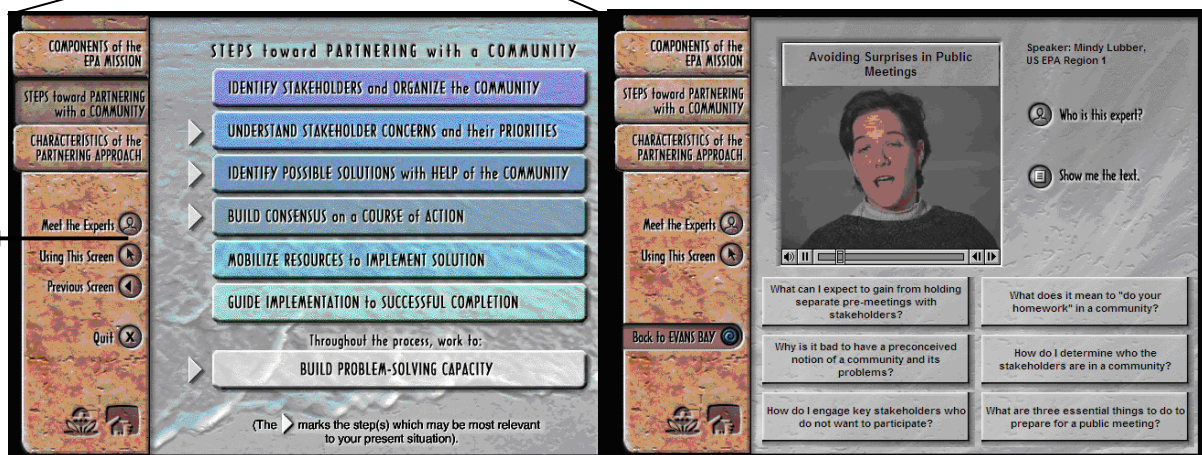 COMPONENTS of the
EPA MISSION
STEPS toward PARTNERING
with a COMMUNITY
CHARACTERISTICS of the
PARTNERING APPROACH
Meet the Experts
Using This Screen
Previous Screen
Quit
X
STEPS toward PARTNERING with a COMMUNITY
IDENTIFY STAKEHOLDERS and ORGANIZE the COMMUNITY
UNDERSTAND STAKEHOLDER CONCERNS and their PRIORITIES
IDENTIFY POSSIBLE SOLUTIONS with HELP of the COMMUNITY
BUILD CONSENSUS on a COURSE of ACTION
MOBILIZE RESOURCES to IMPLEMENT SOLUTION
GUIDE IMPLEMENTATION to SUCCESSFUL COMPLETION
Throughout the process, work to:
BUILD PROBLEM-SOLVING CAPACITY
(The marks the step(s) which may be most relevant
to your present situation).
COMPONENTS of the
EPA MISSION
STEPS toward PARTNERING
with a COMMUNITY
CHARACTERISTICS of the
PARTNERING APPROACH
Meet the Experts
Using This Screen
Back to EVANS BAY
Avoiding Surprises in Public
Meetings
Speaker: Mindy Lubber,
US EPA Region 1
Who is this expert?
Show me the text.
What can I expect to gain from holding
separate pre-meetings with
stakeholders?
What does it mean to "do your
homework" in a community?
Why is it bad to have a preconceived
notion of a community and its
problems?
How do I determine who the
stakeholders are in a community?
How do I engage key stakeholders who
do not want to participate?
What are three essential things to do to
prepare for a public meeting?